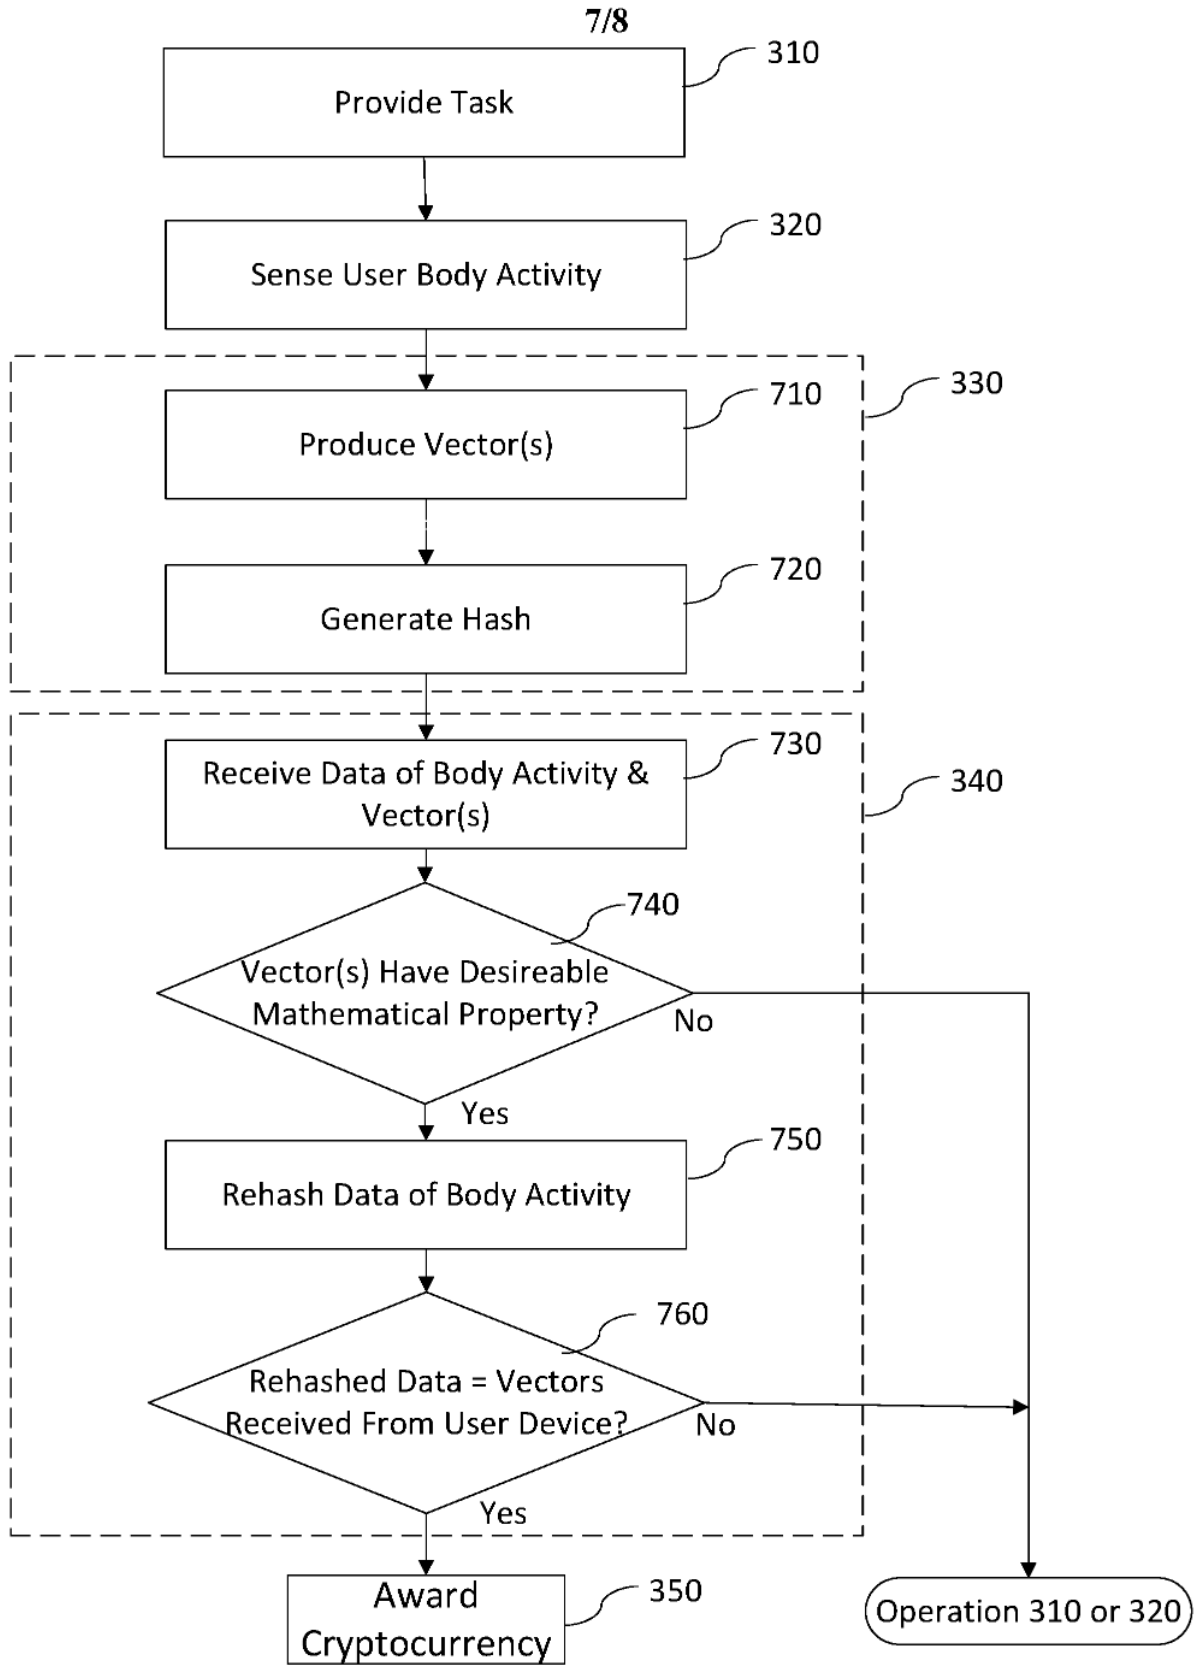 7/8
310
Provide Task
320
Sense User Body Activity
330
710
Produce Vector(s)
720
Generate Hash
730
Receive Data of Body Activity &
Vector(s)
340
740
Vector(s) Have Desireable
Mathematical Property?
No
Yes
750
Rehash Data of Body Activity
760
Rehashed Data = Vectors
Received From User Device?
No
Yes
350
Award
Cryptocurrency
Operation 310 or 320